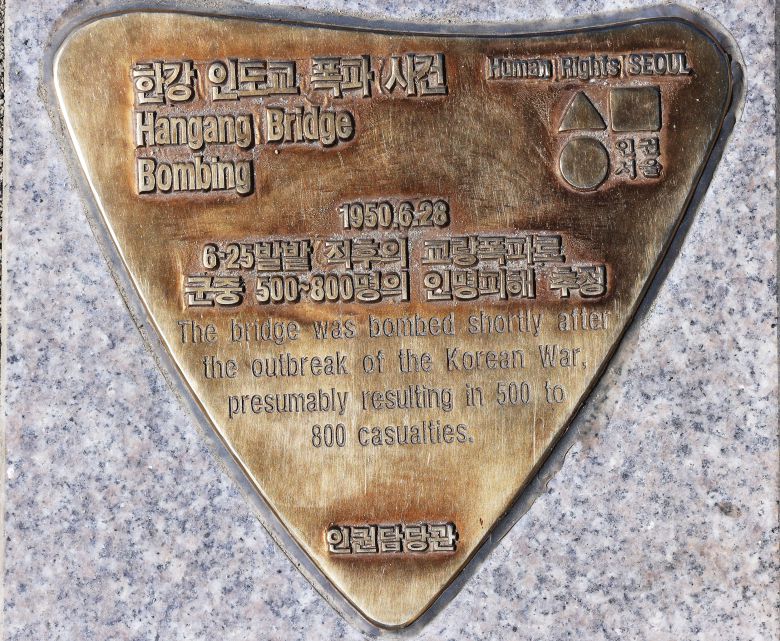 한강 인도교 폭파 사건
Hangang Bridge
Bombing
Human Rights SEOUL
인권
서울
1950.6.28
6·25발발 직후의 교량폭파로
군중 500~800명의 인명피해 추정
The bridge was bombed shortly after
the outbreak of the Korean War,
presumably resulting in 500 to
800 casualties.
인권담당관